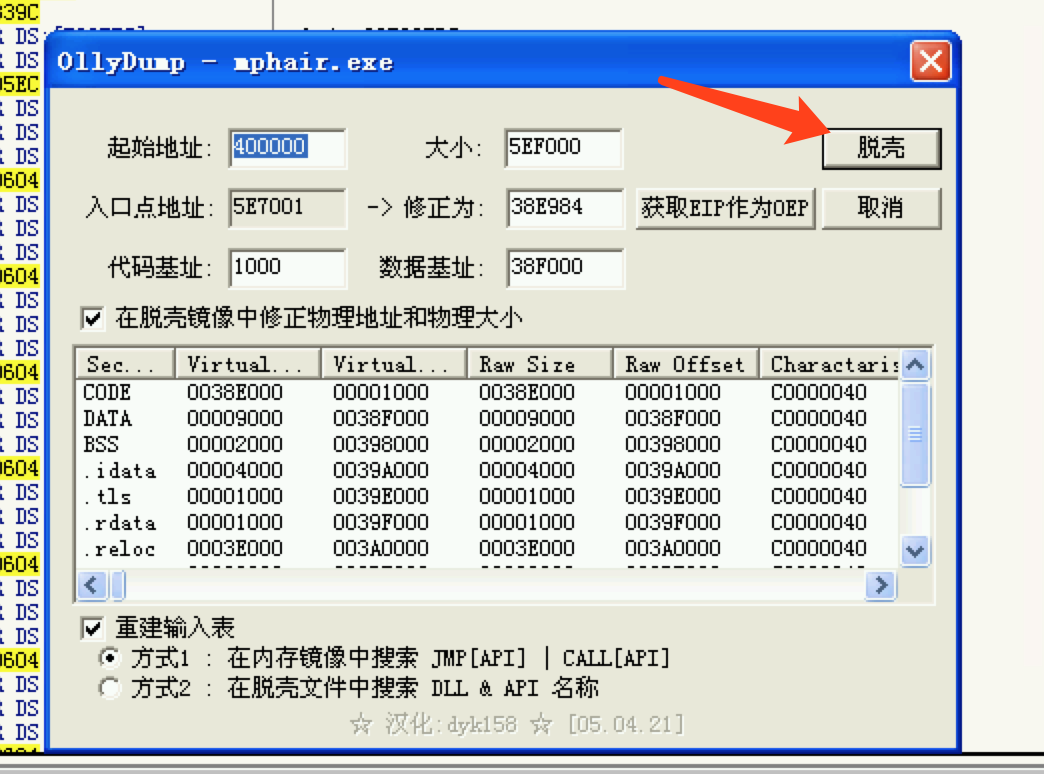 339C
DS
DS
OllyDump - mphair.exe
05EC
DS
DS
DS
起始地址: 400000 大小: 5EF000 脱壳
0604
DS
DS
DS
入口点地址: 5E7001 -> 修正为: 38E984 获取EIP作为OEP 取消
0604
DS
DS
DS
代码基址: 1000 数据基址: 38F000
0604
DS
DS
DS
在脱壳镜像中修正物理地址和物理大小
0604
DS
DS
DS
0604
DS
DS
DS
0604
DS
DS
DS
Sec... Virtual... Virtual... Raw Size Raw Offset Charactaris
CODE 0038E000 00001000 0038E000 00001000 C0000040
DATA 00009000 0038F000 00009000 0038F000 C0000040
BSS 00002000 00398000 00002000 00398000 C0000040
.idata 00004000 0039A000 00004000 0039A000 C0000040
.tls 00001000 0039E000 00001000 0039E000 C0000040
.rdata 00001000 0039F000 00001000 0039F000 C0000040
.reloc 0003E000 003A0000 0003E000 003A0000 C0000040
重建输入表
方式1 : 在内存镜像中搜索 JMP[API] | CALL[API]
方式2 : 在脱壳文件中搜索 DLL & API 名称
☆ 汉化:dyk158 ☆ [05.04.21]